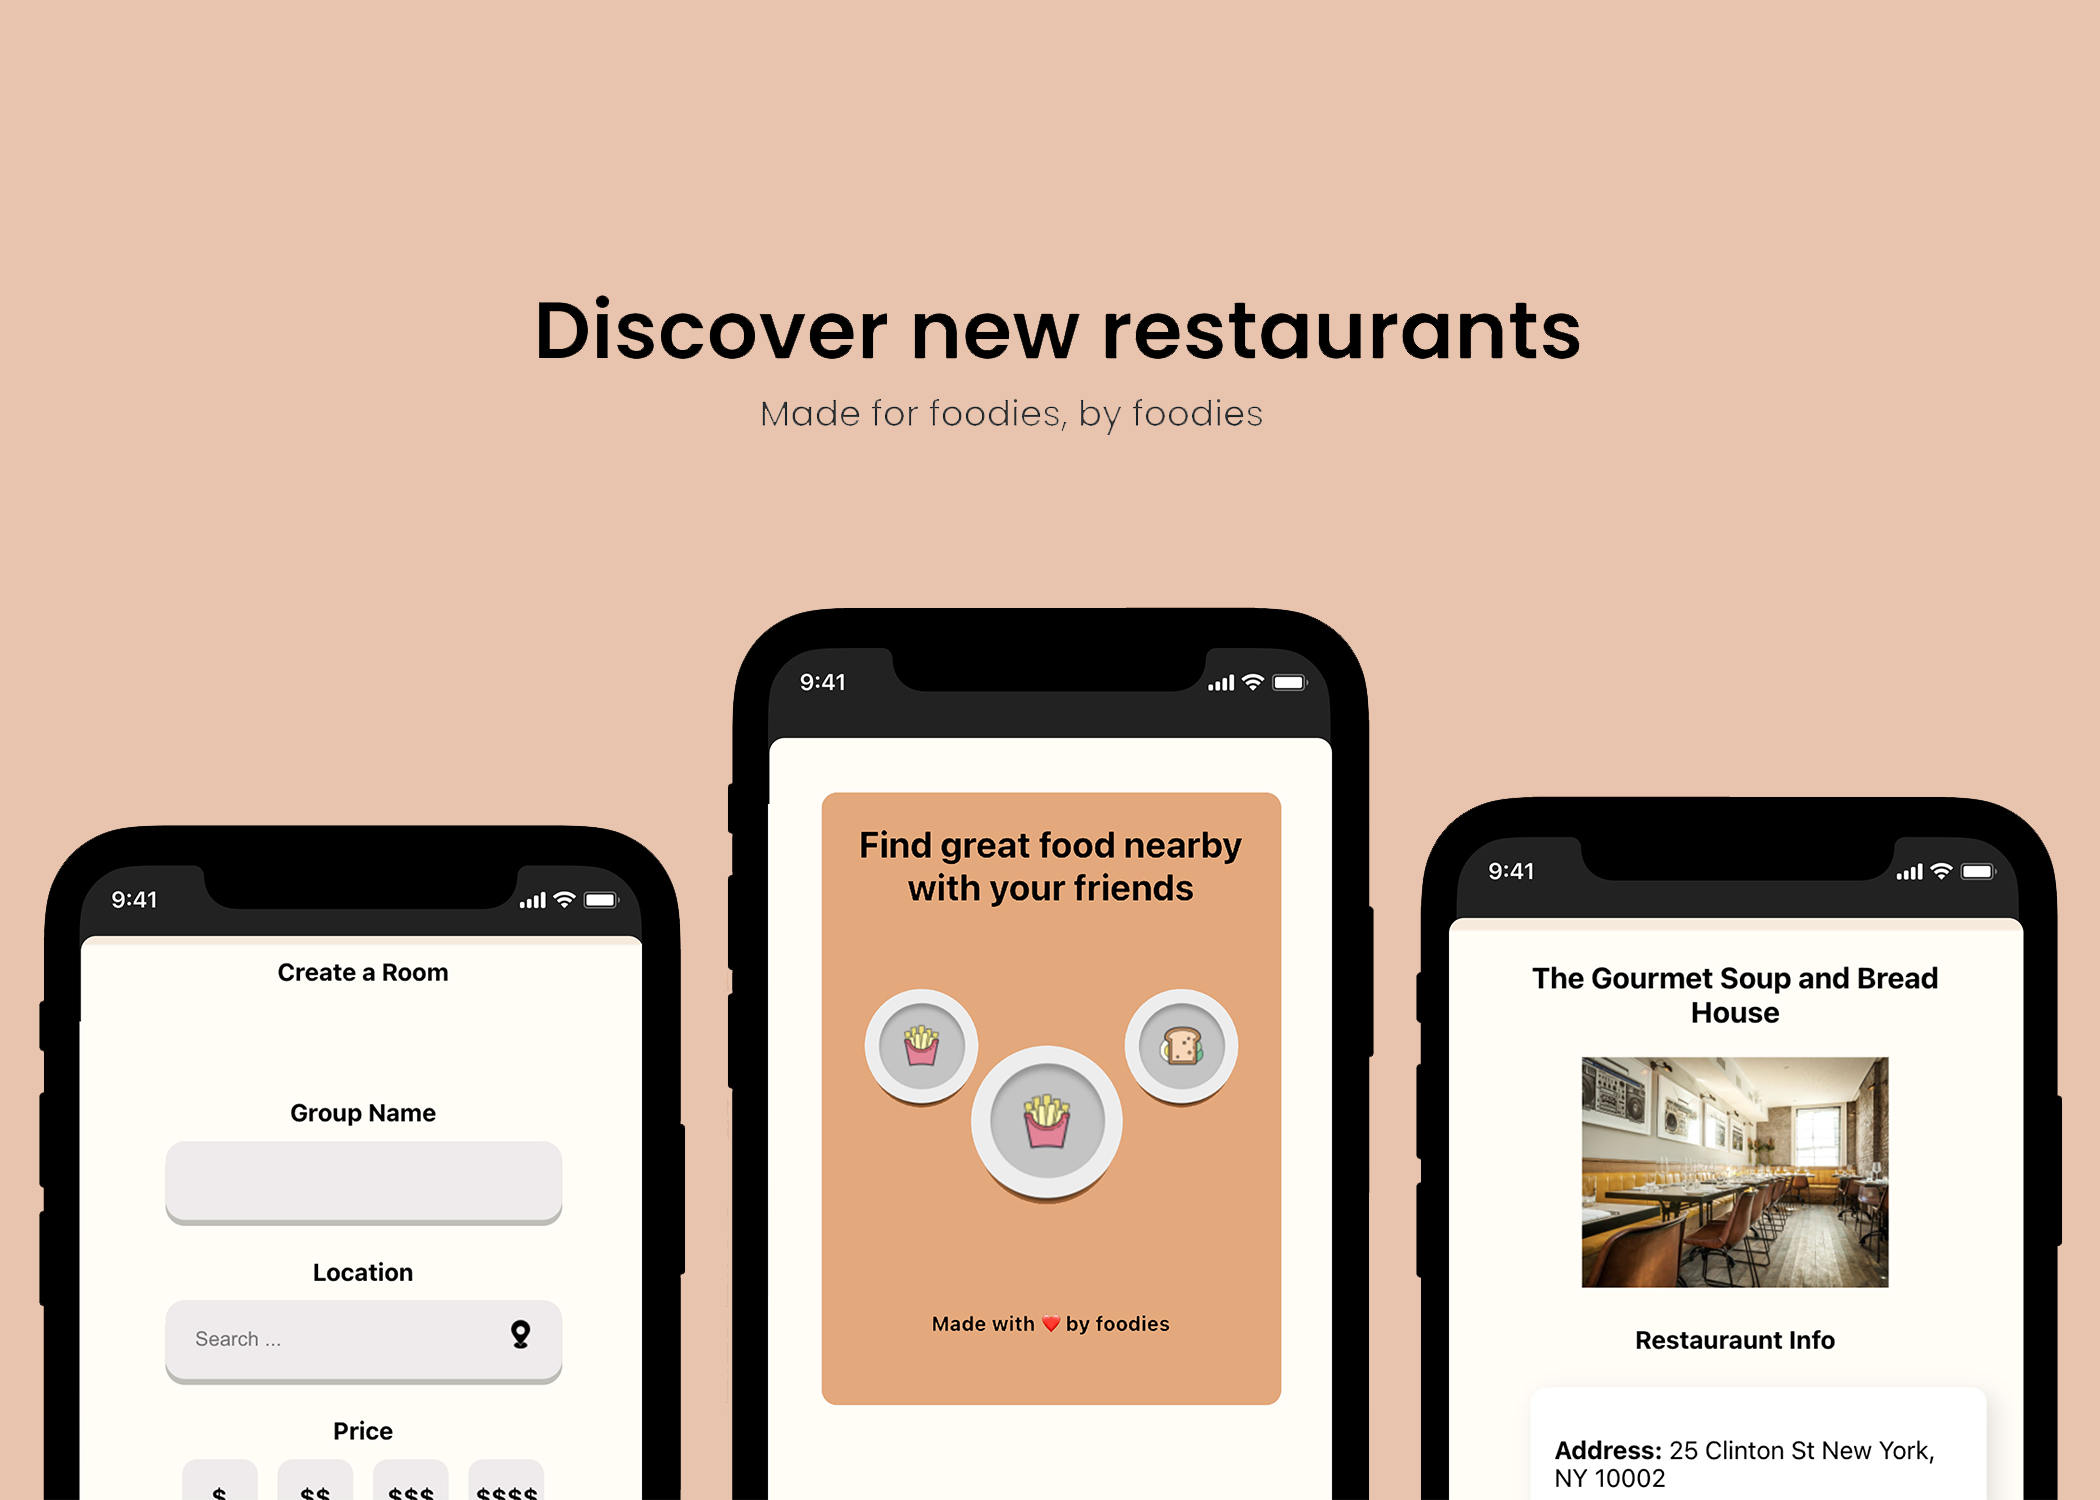 Discover new restaurants
Made for foodies, by foodies
9:41
Create a Room
Group Name
Location
Search ...
Price
$ $$ $$$ $$$$
9:41
Find great food nearby
with your friends
Made with ❤️ by foodies
9:41
The Gourmet Soup and Bread
House
Restauraunt Info
Address: 25 Clinton St New York,
NY 10002